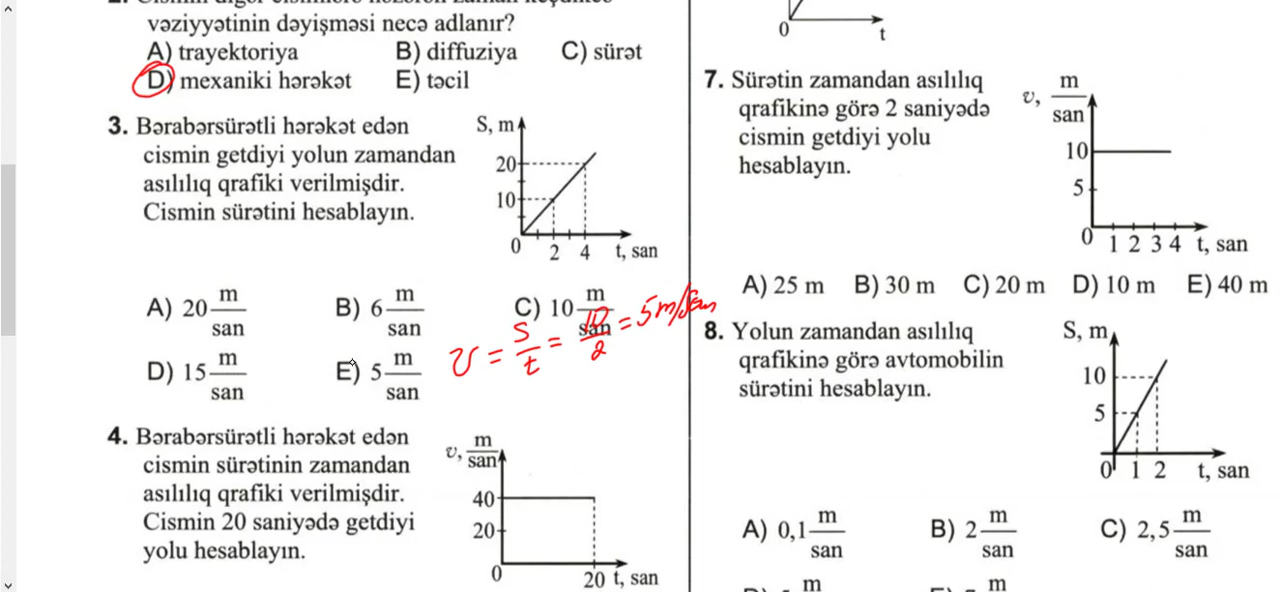 vəziyyətinin dəyişməsi necə adlanır?
A) trayektoriya B) diffuziya C) sürət
D) mexaniki hərəkət E) təcil
3. Bərabərsürətli hərəkət edən
cismin getdiyi yolun zamandan
asılılıq qrafiki verilmişdir.
Cismin sürətini hesablayın.
S, m
20
10
0 2 4 t, san
A) 20 m/san B) 6 m/san C) 10 m/san
D) 15 m/san E) 5 m/san
v = s/t = 10/2 = 5 m/san
4. Bərabərsürətli hərəkət edən
cismin sürətinin zamandan
asılılıq qrafiki verilmişdir.
Cismin 20 saniyədə getdiyi
yolu hesablayın.
v, m/san
40
20
0 20 t, san
0 t
7. Sürətin zamandan asılılıq
qrafikinə görə 2 saniyədə
cismin getdiyi yolu
hesablayın.
v, m/san
10
5
0 1 2 3 4 t, san
A) 25 m B) 30 m C) 20 m D) 10 m E) 40 m
8. Yolun zamandan asılılıq
qrafikinə görə avtomobilin
sürətini hesablayın.
S, m
10
5
0 1 2 t, san
A) 0,1 m/san B) 2 m/san C) 2,5 m/san
m m